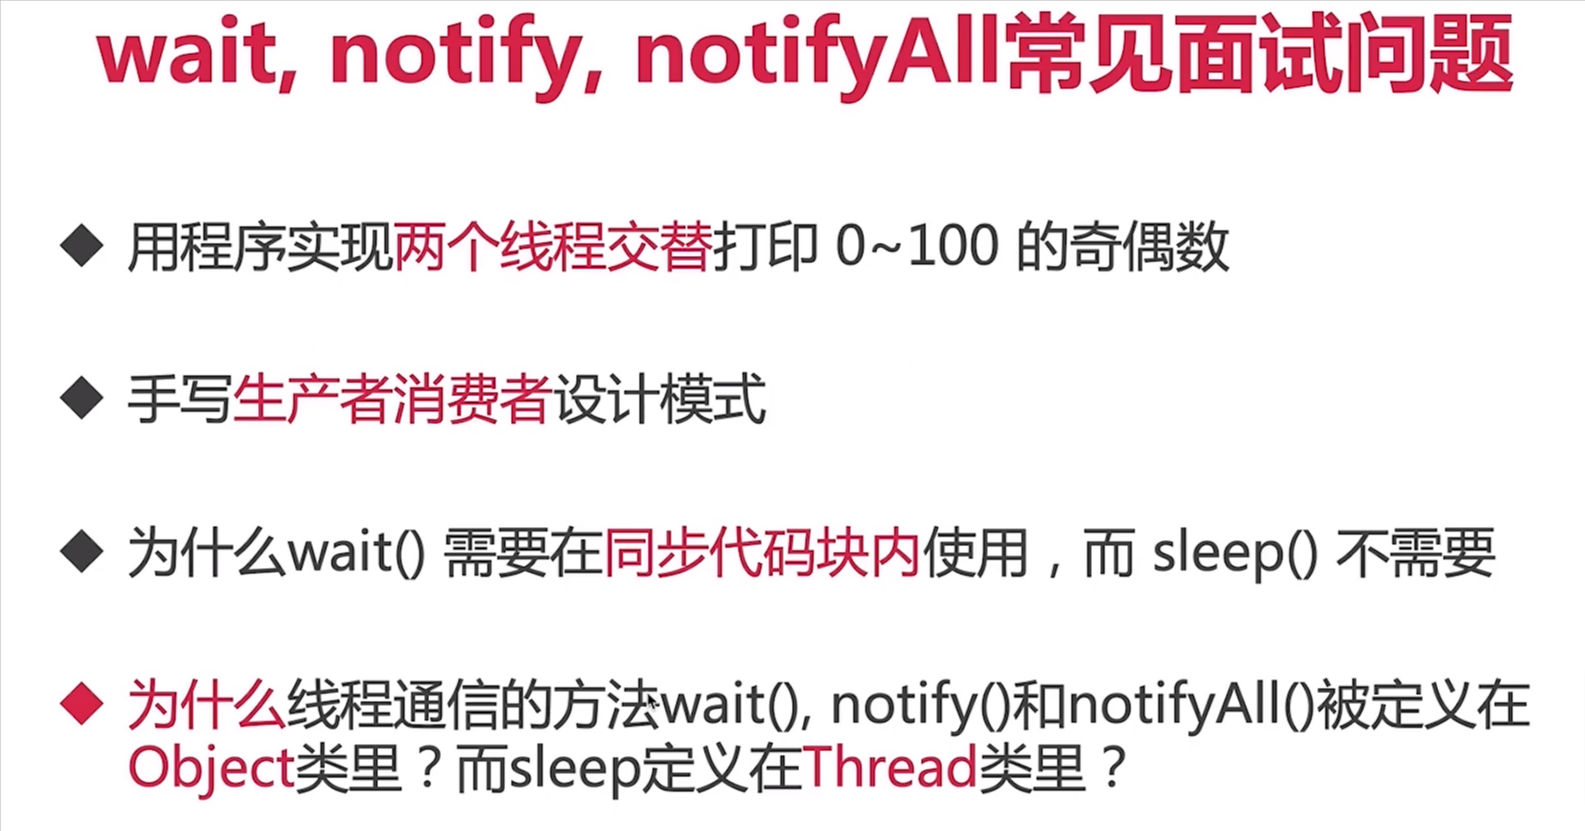 wait, notify, notifyAll常见面试问题
用程序实现两个线程交替打印 0~100 的奇偶数
手写生产者消费者设计模式
为什么wait() 需要在同步代码块内使用，而 sleep() 不需要
为什么线程通信的方法wait(), notify()和notifyAll()被定义在
Object类里？而sleep定义在Thread类里？